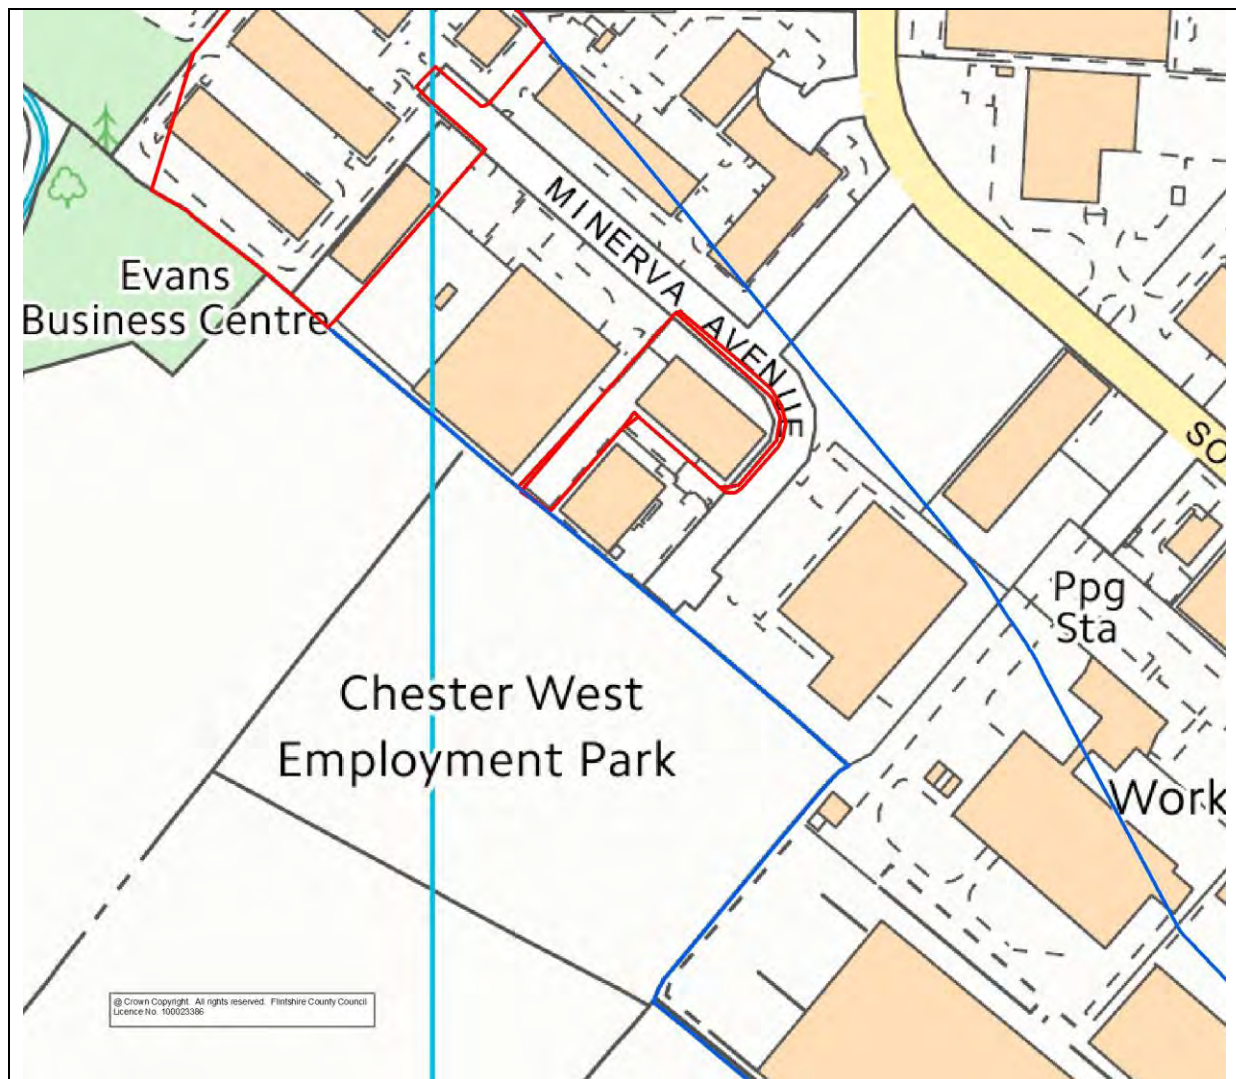 MINERVA AVENUE
Evans
Business Centre
SO
Ppg
Sta
Chester West
Employment Park
Work
@ Crown Copyright. All rights reserved. Flintshire County Council
Licence No. 100023386